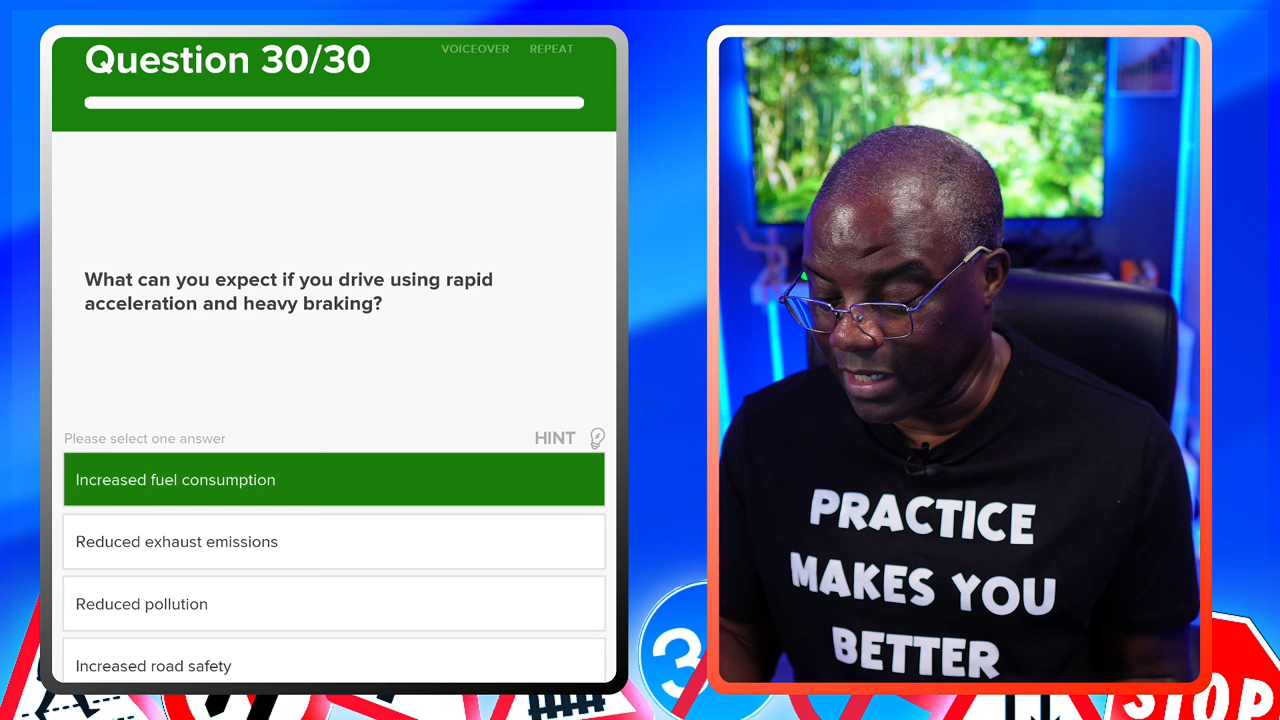 Question 30/30
VOICEOVER REPEAT
What can you expect if you drive using rapid
acceleration and heavy braking?
Please select one answer
HINT
Increased fuel consumption
Reduced exhaust emissions
Reduced pollution
Increased road safety
PRACTICE
MAKES YOU
BETTER
3
STOP